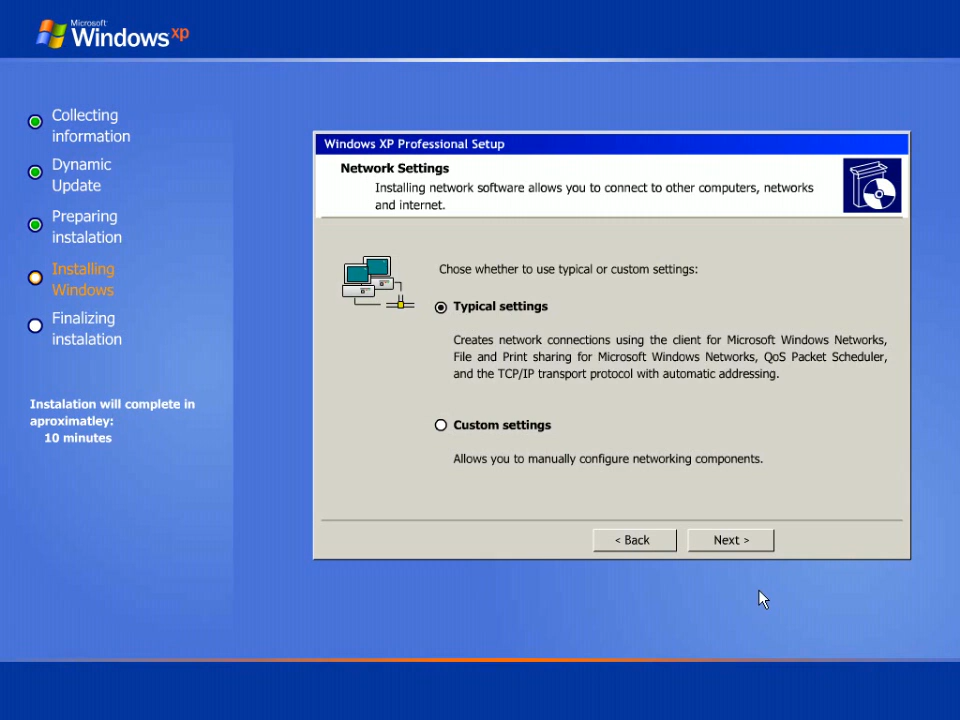 Microsoft
Windows xp
Collecting
information
Dynamic
Update
Preparing
instalation
Installing
Windows
Finalizing
instalation
Instalation will complete in
aproximatley:
10 minutes
Windows XP Professional Setup
Network Settings
Installing network software allows you to connect to other computers, networks
and internet.
Chose whether to use typical or custom settings:
Typical settings
Creates network connections using the client for Microsoft Windows Networks,
File and Print sharing for Microsoft Windows Networks, QoS Packet Scheduler,
and the TCP/IP transport protocol with automatic addressing.
Custom settings
Allows you to manually configure networking components.
< Back
Next >